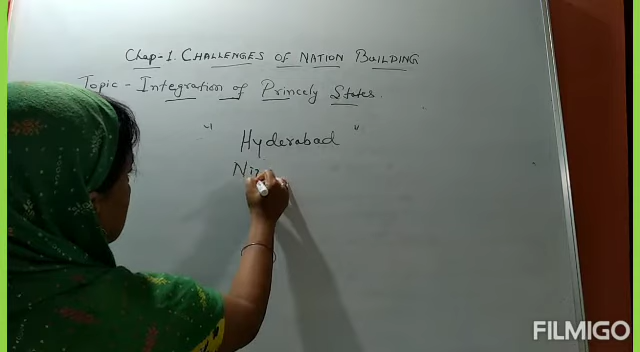 Chap-1. CHALLENGES OF NATION BUILDING
Topic - Integration of Princely States.
" Hyderabad "
Ni
FILMIGO